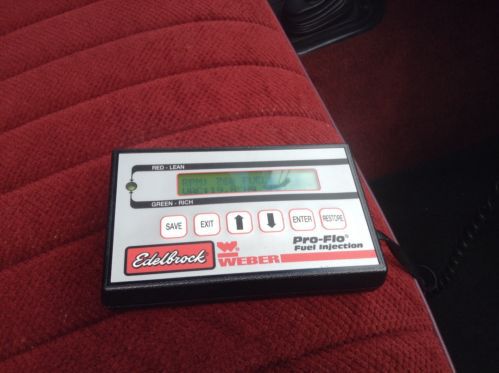 RED - LEAN
GREEN - RICH
SAVE EXIT ENTER RESTORE
Edelbrock
W.
WEBER
Pro-Flo®
Fuel Injection